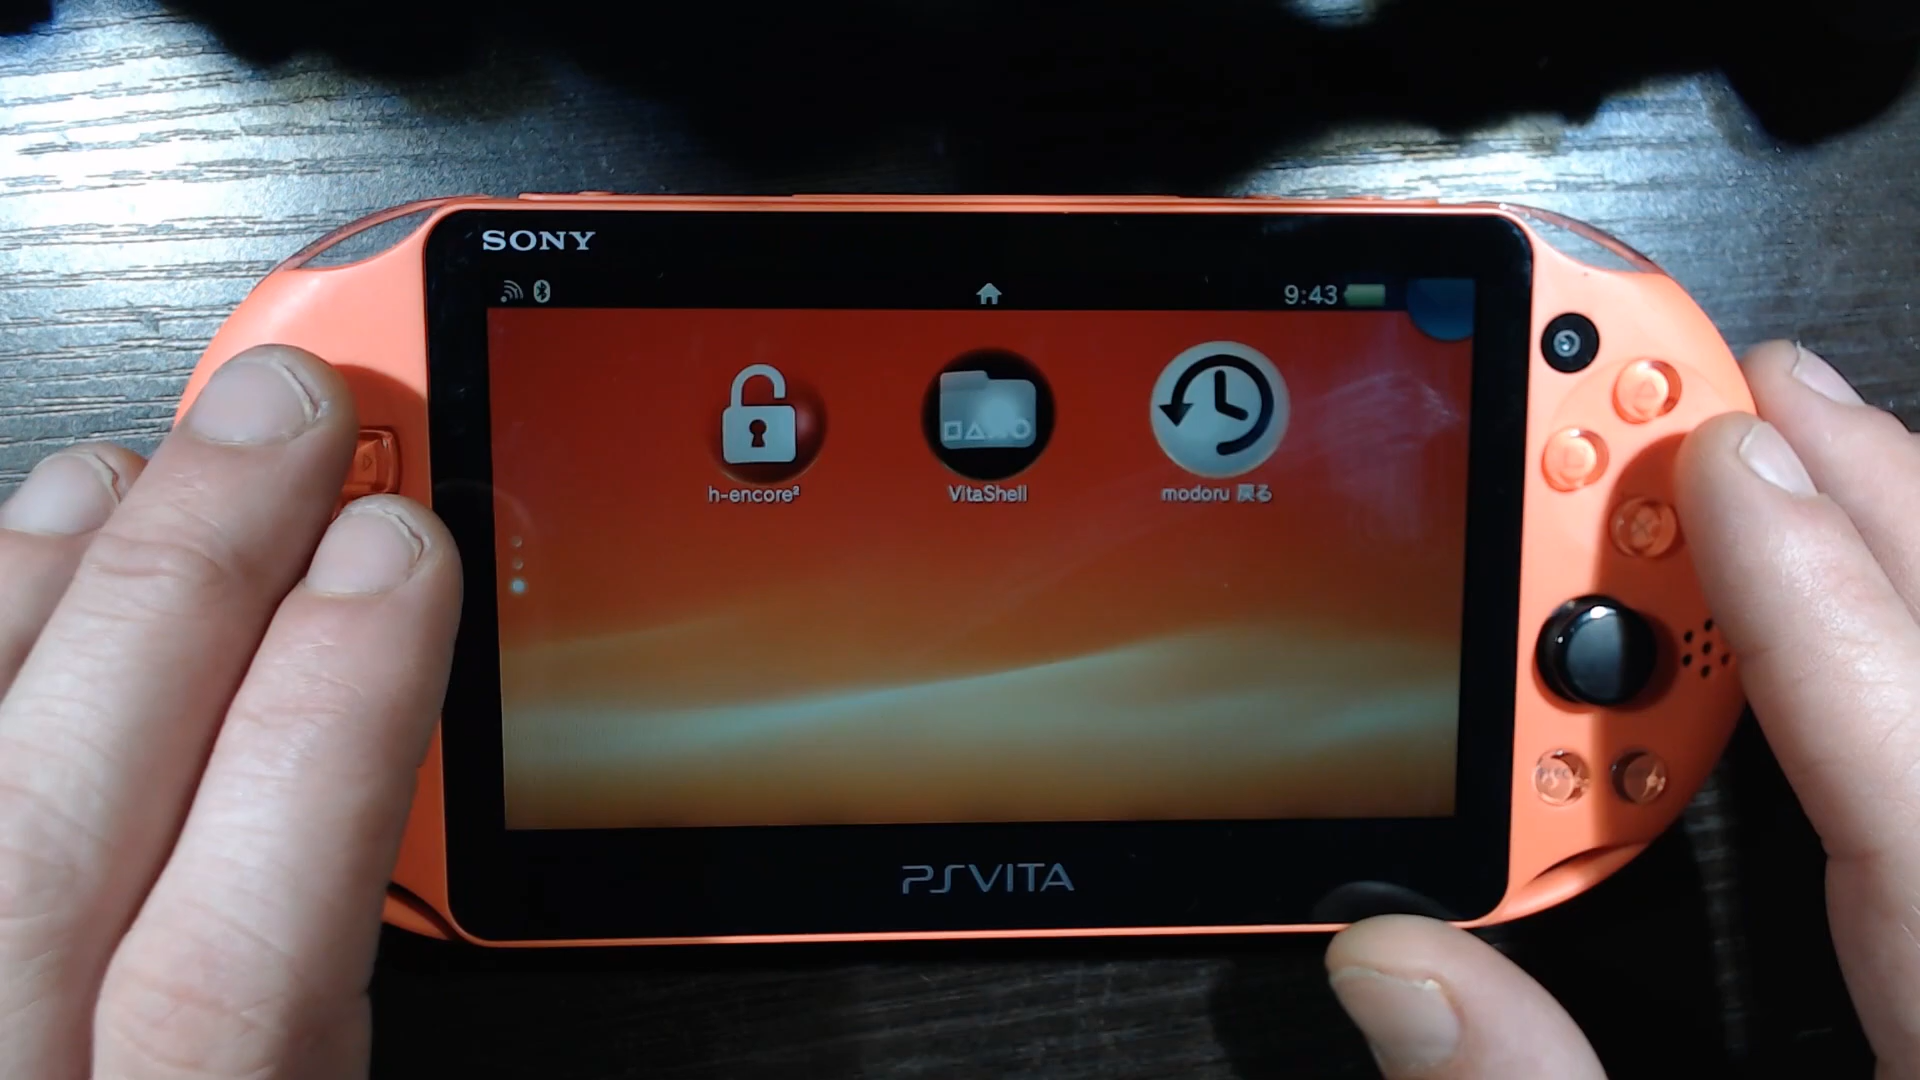 SONY
9:43
h-encore²
VitaShell
modoru 戻る
PSVITA